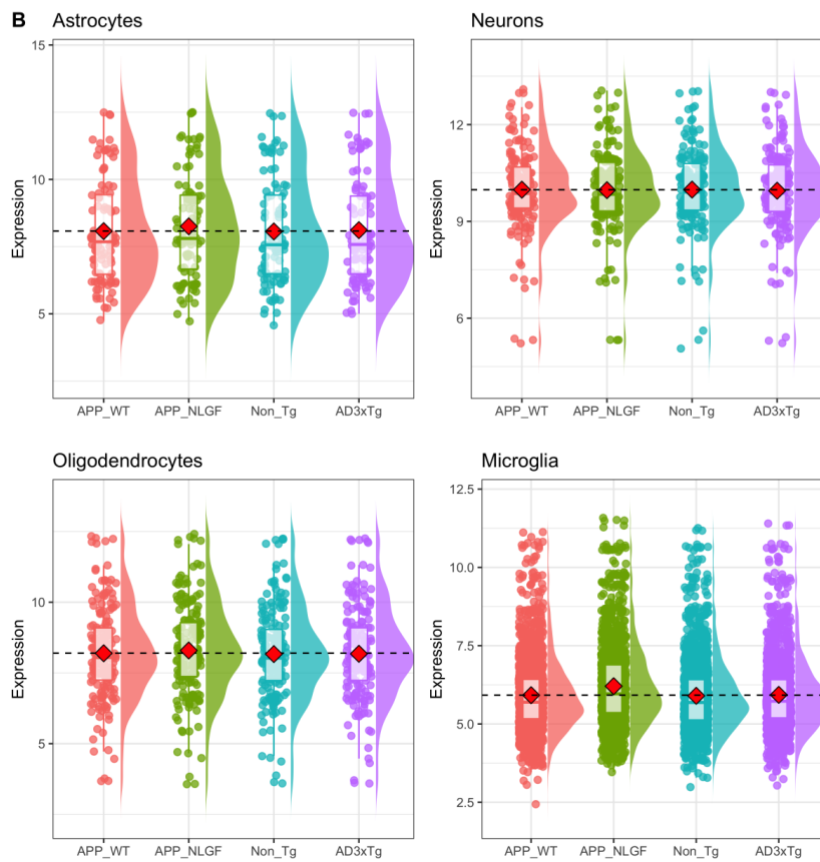 B
Astrocytes
Expression
15
10
5
APP_WT APP_NLGF Non_Tg AD3xTg
Neurons
Expression
12
9
6
APP_WT APP_NLGF Non_Tg AD3xTg
Oligodendrocytes
Expression
10
5
APP_WT APP_NLGF Non_Tg AD3xTg
Microglia
Expression
12.5
10.0
7.5
5.0
2.5
APP_WT APP_NLGF Non_Tg AD3xTg